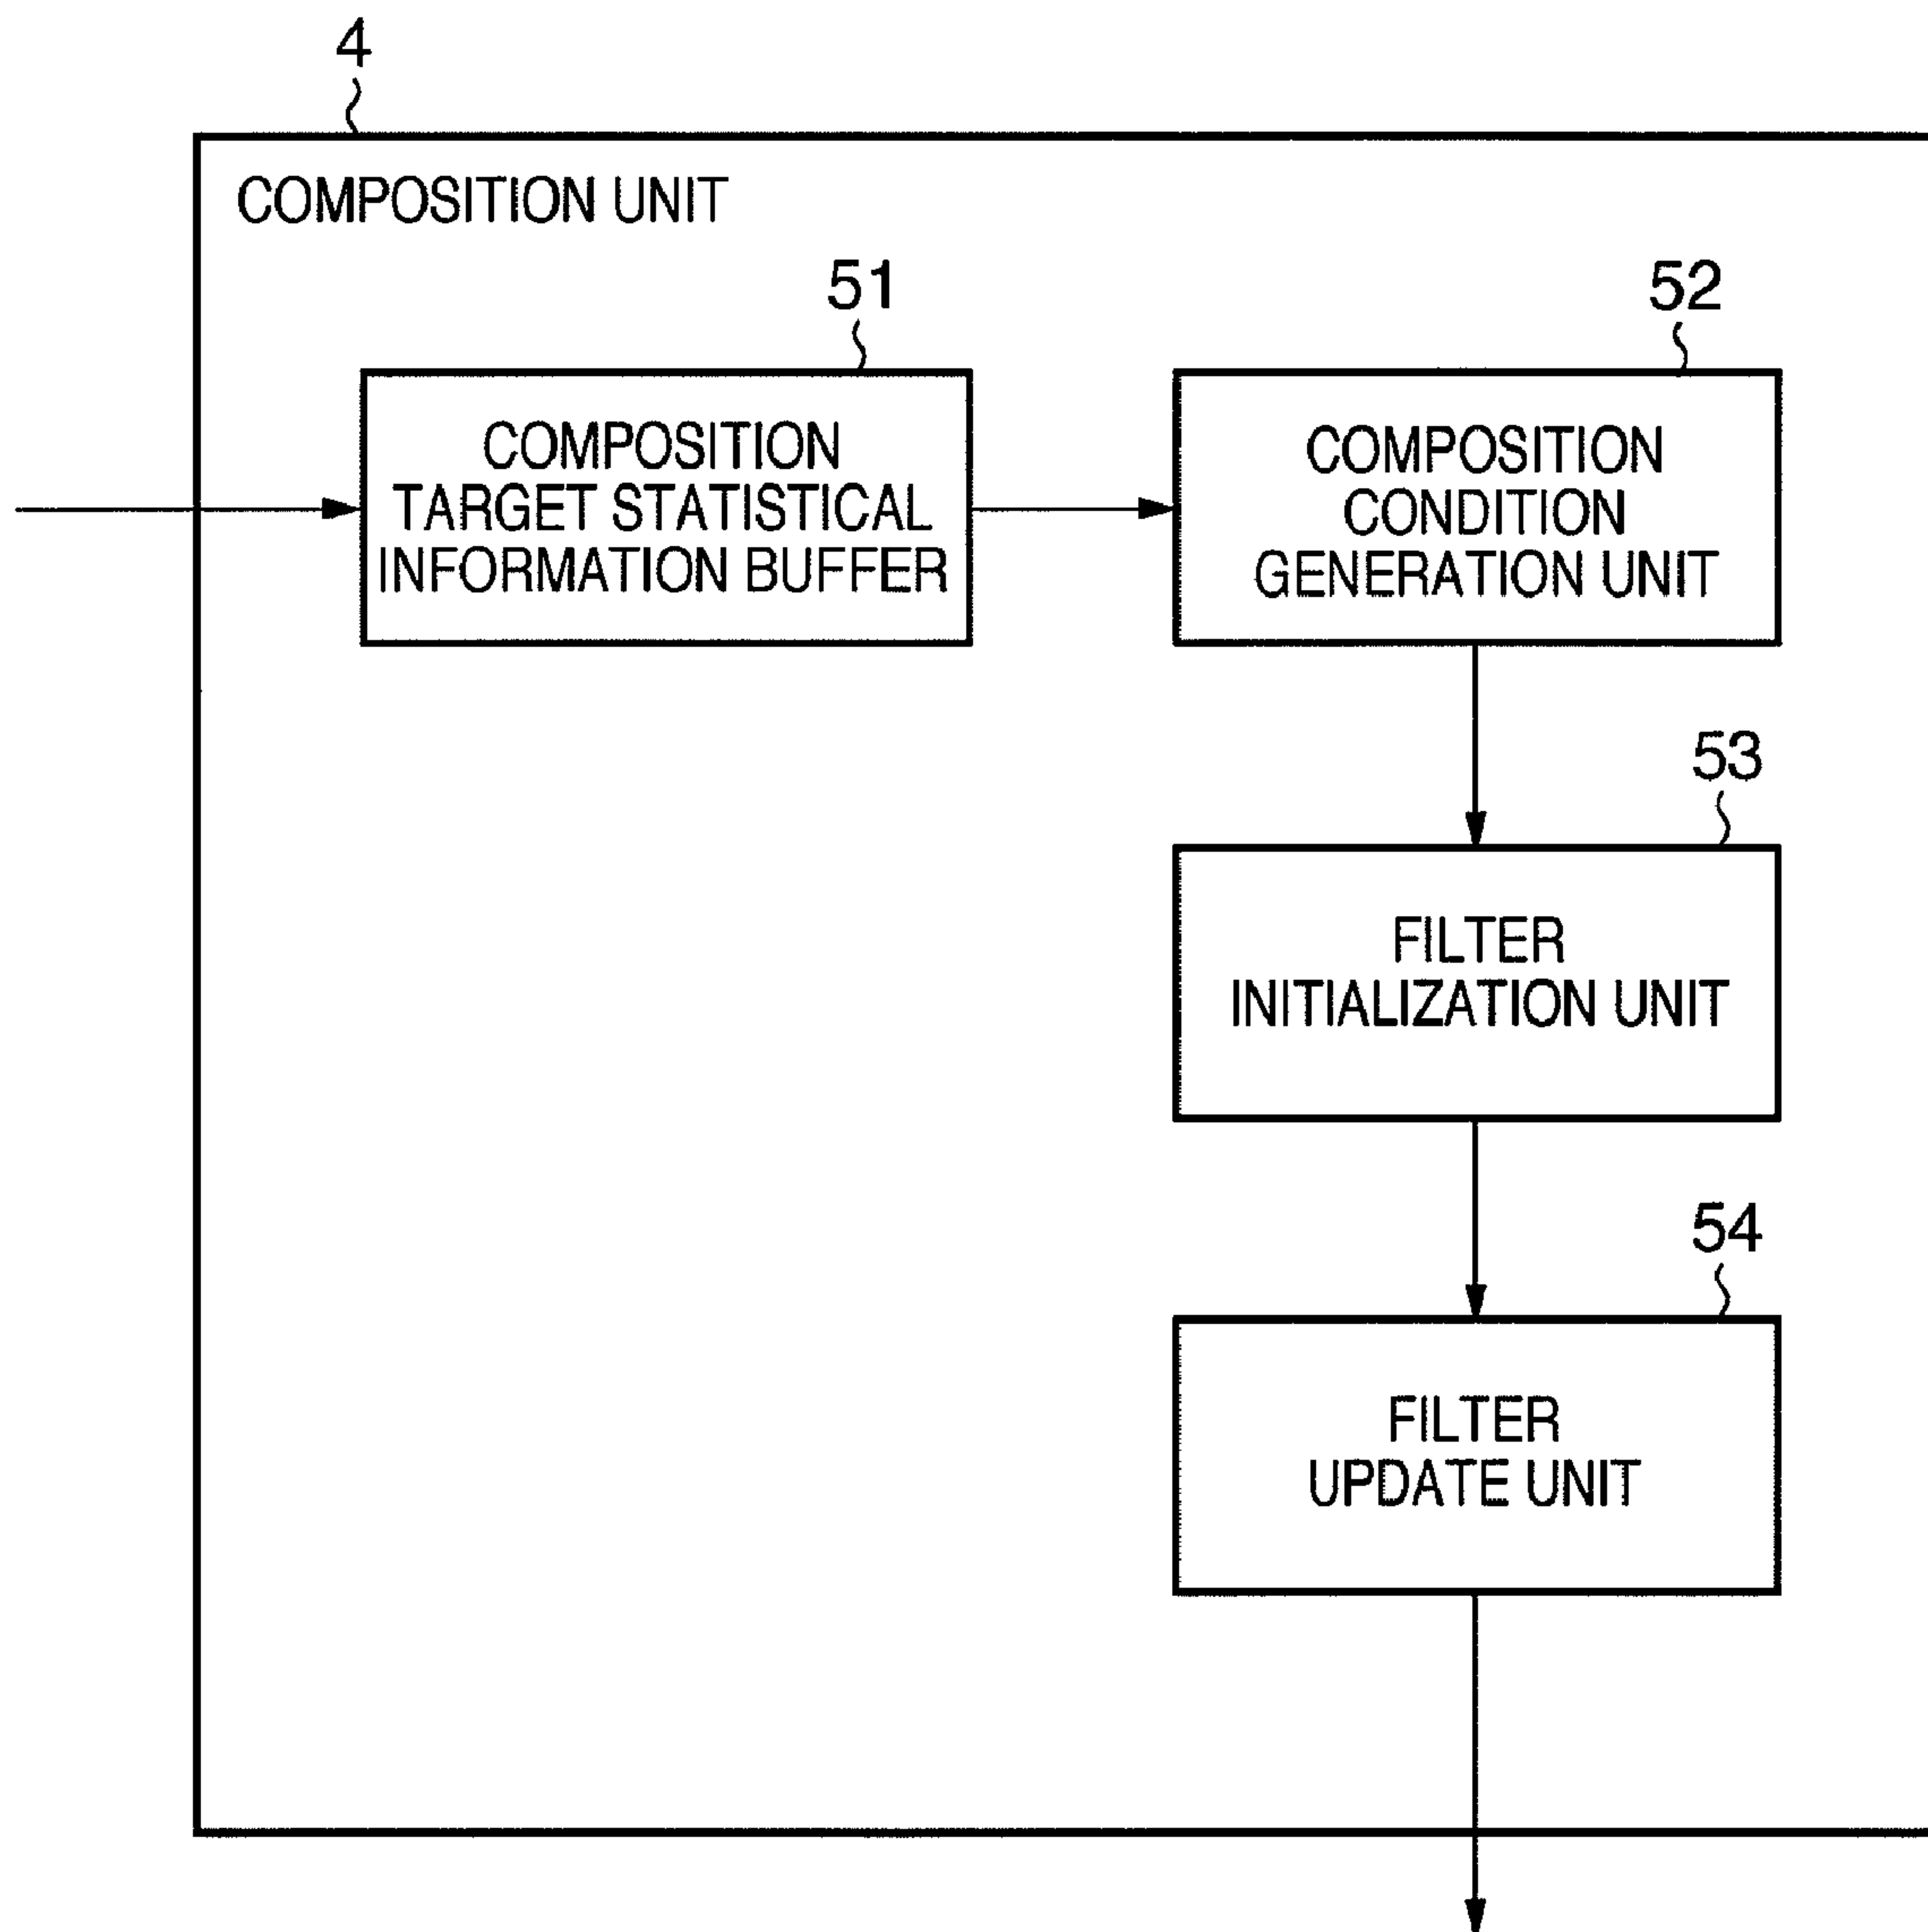 4
COMPOSITION UNIT
51
COMPOSITION
TARGET STATISTICAL
INFORMATION BUFFER
52
COMPOSITION
CONDITION
GENERATION UNIT
53
FILTER
INITIALIZATION UNIT
54
FILTER
UPDATE UNIT